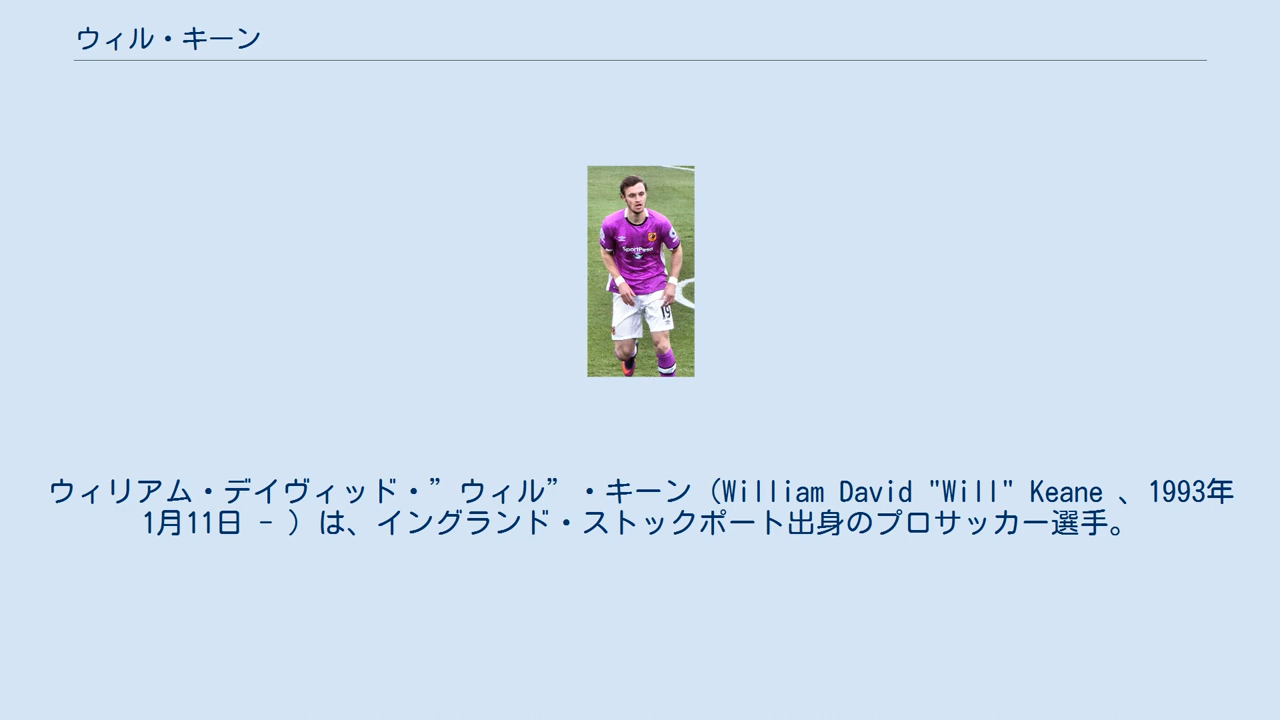 ウィル・キーン
SportPesa
19
ウィリアム・デイヴィッド・”ウィル”・キーン（William David "Will" Keane 、1993年
1月11日 - ）は、イングランド・ストックポート出身のプロサッカー選手。